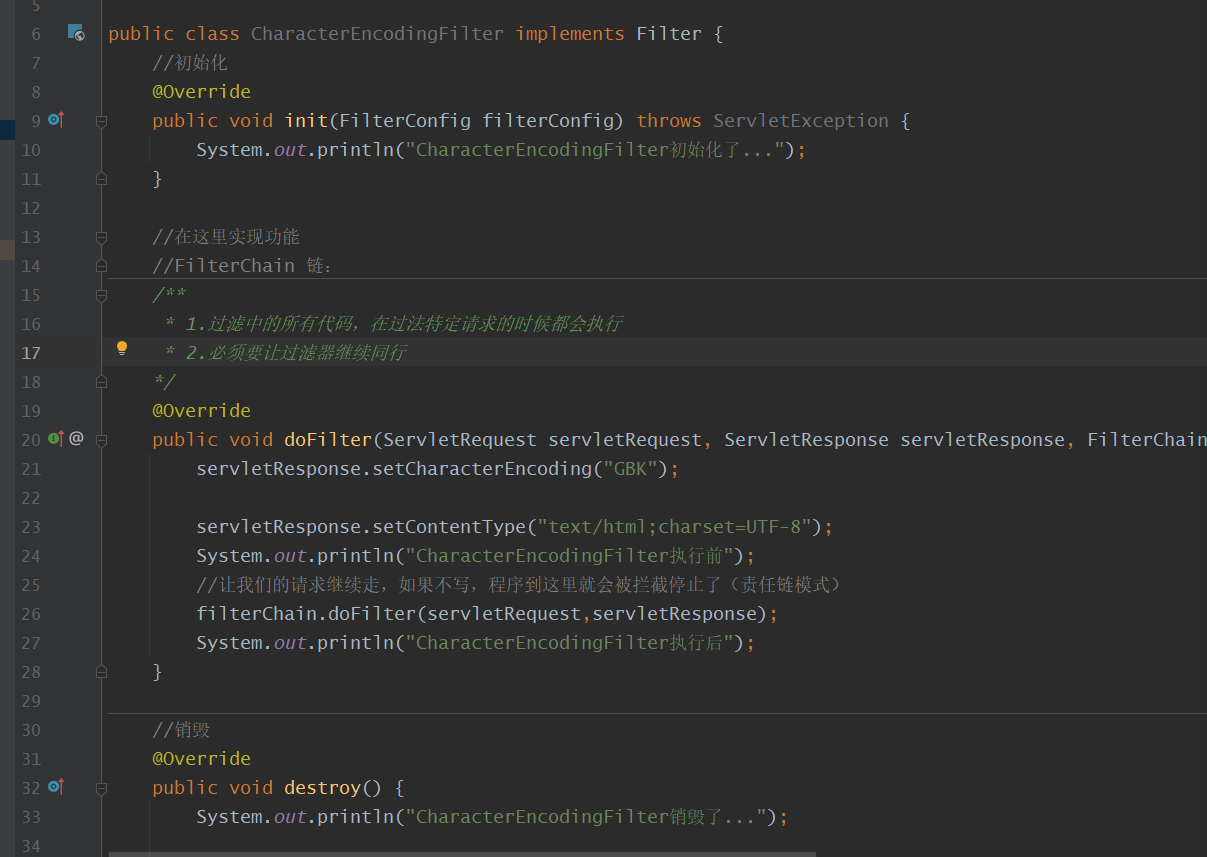 5
6 public class CharacterEncodingFilter implements Filter {
7 //初始化
8 @Override
9 public void init(FilterConfig filterConfig) throws ServletException {
10 System.out.println("CharacterEncodingFilter初始化了...");
11 }
12
13 //在这里实现功能
14 //FilterChain 链：
15 /**
16 * 1.过滤中的所有代码，在过法特定请求的时候都会执行
17 * 2.必须要让过滤器继续同行
18 */
19 @Override
20 public void doFilter(ServletRequest servletRequest, ServletResponse servletResponse, FilterChain
21 servletResponse.setCharacterEncoding("GBK");
22
23 servletResponse.setContentType("text/html;charset=UTF-8");
24 System.out.println("CharacterEncodingFilter执行前");
25 //让我们的请求继续走，如果不写，程序到这里就会被拦截停止了（责任链模式）
26 filterChain.doFilter(servletRequest,servletResponse);
27 System.out.println("CharacterEncodingFilter执行后");
28 }
29
30 //销毁
31 @Override
32 public void destroy() {
33 System.out.println("CharacterEncodingFilter销毁了...");
34